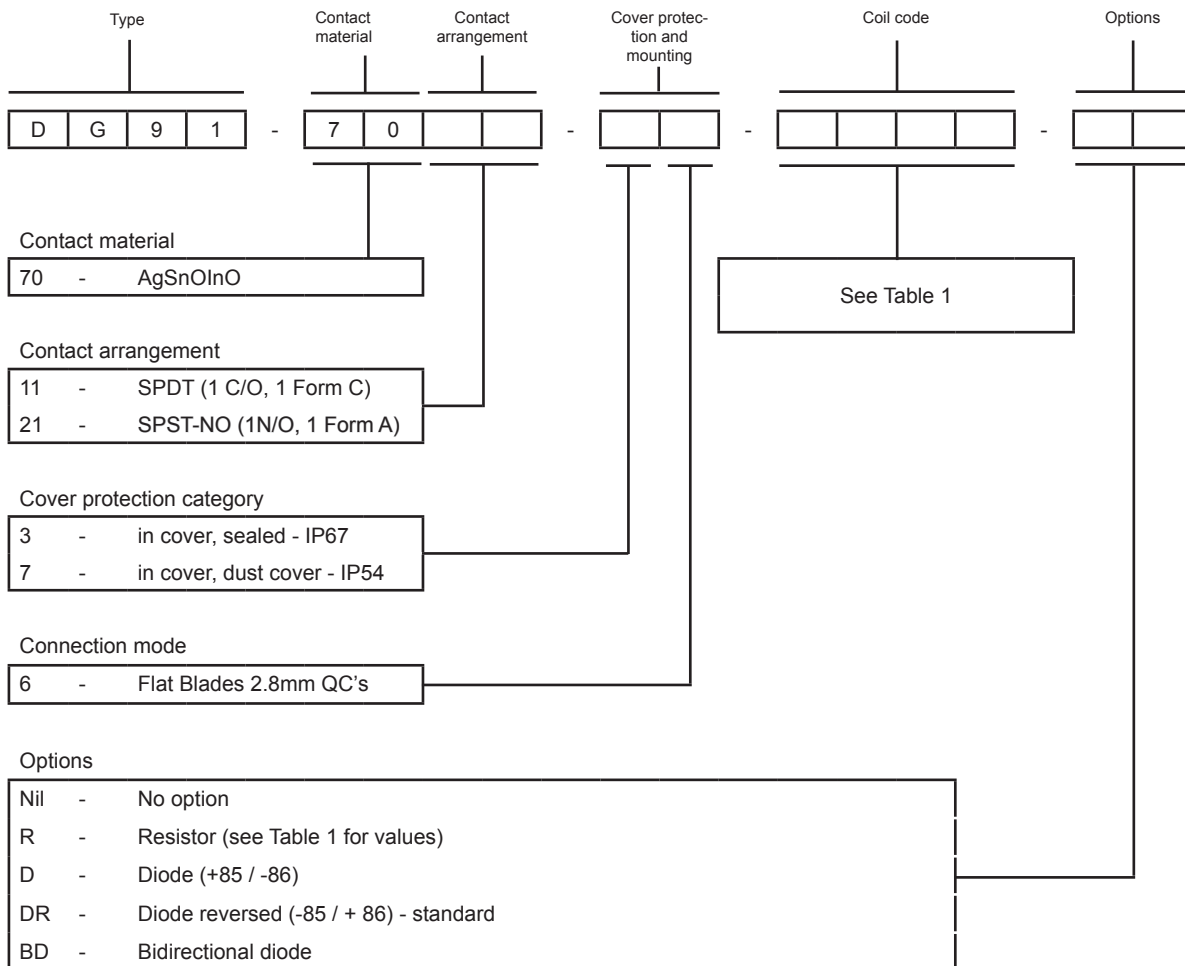 Type
Contact material
Contact arrangement
Cover protec-
tion and
mounting
Coil code
Options
D G 9 1 - 7 0 - - -
Contact material
70 - AgSnOInO
See Table 1
Contact arrangement
11 - SPDT (1 C/O, 1 Form C)
21 - SPST-NO (1N/O, 1 Form A)
Cover protection category
3 - in cover, sealed - IP67
7 - in cover, dust cover - IP54
Connection mode
6 - Flat Blades 2.8mm QC's
Options
Nil - No option
R - Resistor (see Table 1 for values)
D - Diode (+85 / -86)
DR - Diode reversed (-85 / + 86) - standard
BD - Bidirectional diode